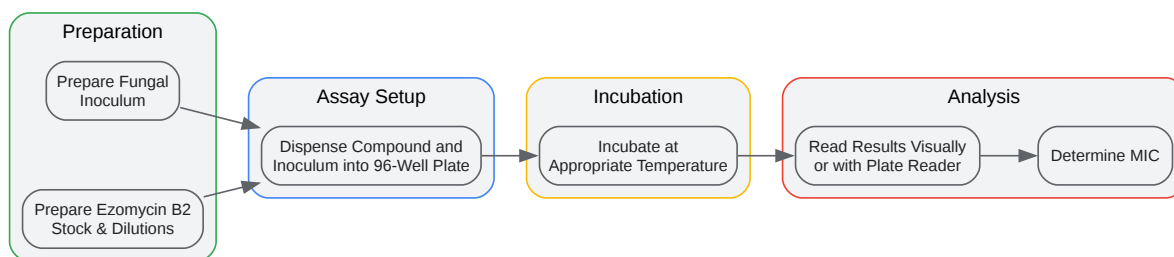 Preparation
Prepare Fungal
Inoculum
Prepare Ezomycin B2
Stock & Dilutions
Assay Setup
Dispense Compound and
Inoculum into 96-Well Plate
Incubation
Incubate at
Appropriate Temperature
Analysis
Read Results Visually
or with Plate Reader
Determine MIC